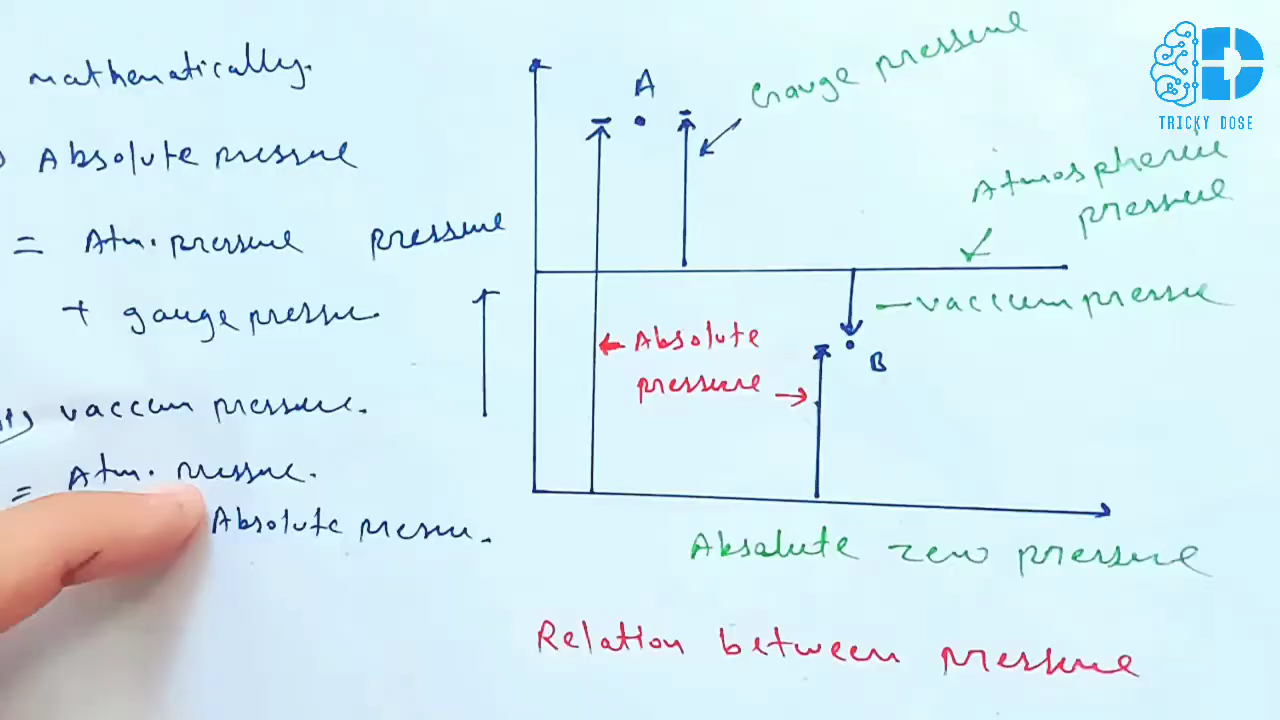 mathematically.
Absolute pressure
= Atm. pressure pressure
+ gauge pressure.
vaccum pressure.
= Atm. pressure.
Absolute pressure.
A
Gauge pressure
TRICKY DOSE
Atmospheric
pressure
vaccum pressure
B
Absolute
pressure
Absolute zero pressure
Relation between pressure